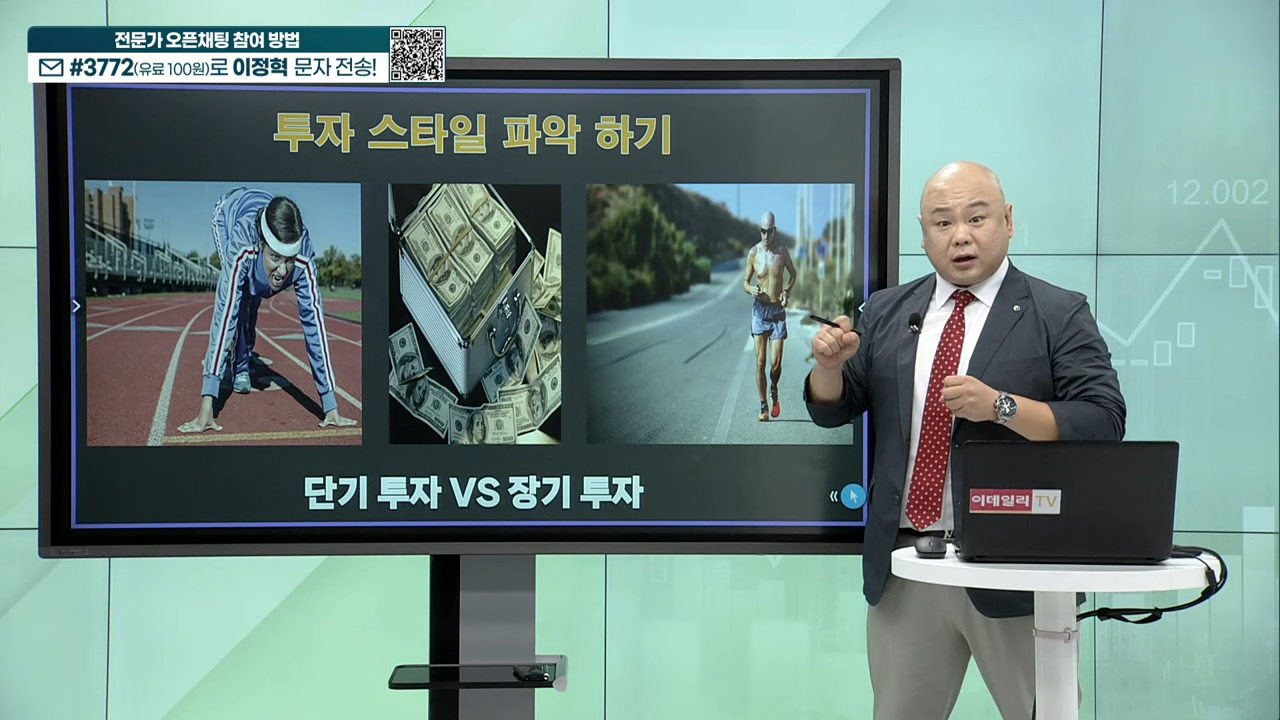 전문가 오픈채팅 참여 방법
#3772(유료 100원)로 이정혁 문자 전송!
투자 스타일 파악 하기
단기 투자 VS 장기 투자
이데일리 TV
12.002